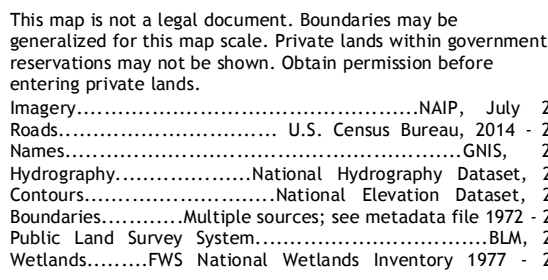 This map is not a legal document. Boundaries may be
generalized for this map scale. Private lands within government
reservations may not be shown. Obtain permission before
entering private lands.
Imagery..................................................NAIP, July 2
Roads................................ U.S. Census Bureau, 2014 - 2
Names..........................................................GNIS, 2
Hydrography....................National Hydrography Dataset, 2
Contours............................National Elevation Dataset, 2
Boundaries............Multiple sources; see metadata file 1972 - 2
Public Land Survey System..................................BLM, 2
Wetlands.........FWS National Wetlands Inventory 1977 - 2